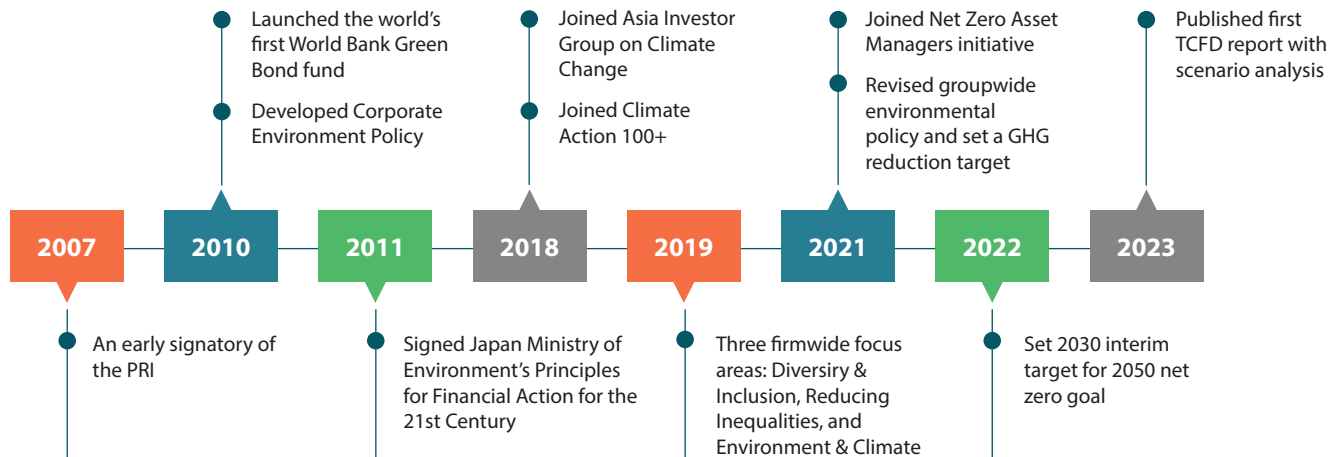 Launched the world’s
first World Bank Green
Bond fund
Developed Corporate
Environment Policy
Joined Asia Investor
Group on Climate
Change
Joined Climate
Action 100+
Joined Net Zero Asset
Managers initiative
Revised groupwide
environmental
policy and set a GHG
reduction target
Published first
TCFD report with
scenario analysis
2007
2010
2011
2018
2019
2021
2022
2023
An early signatory of
the PRI
Signed Japan Ministry of
Environment’s Principles
for Financial Action for the
21st Century
Three firmwide focus
areas: Diversiry &
Inclusion, Reducing
Inequalities, and
Environment & Climate
Set 2030 interim
target for 2050 net
zero goal